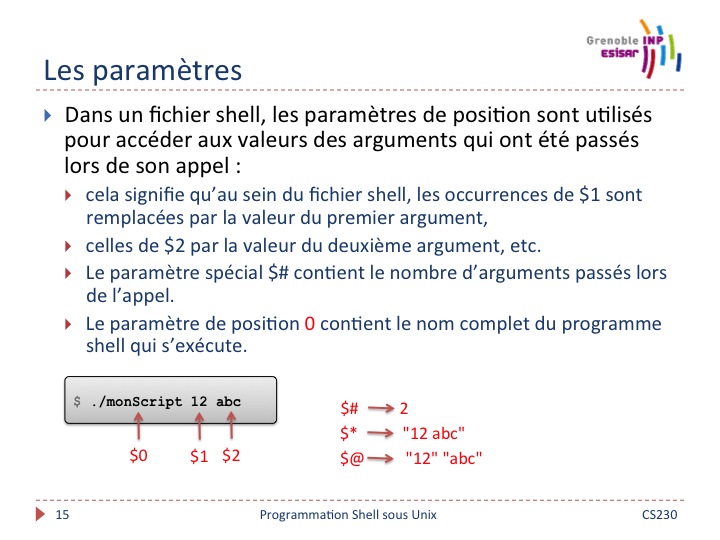 Grenoble INP
esisar
Les paramètres
Dans un fichier shell, les paramètres de position sont utilisés
pour accéder aux valeurs des arguments qui ont été passés
lors de son appel :
cela signifie qu'au sein du fichier shell, les occurrences de $1 sont
remplacées par la valeur du premier argument,
celles de $2 par la valeur du deuxième argument, etc.
Le paramètre spécial $# contient le nombre d'arguments passés lors
de l'appel.
Le paramètre de position 0 contient le nom complet du programme
shell qui s'exécute.
$ ./monScript 12 abc
$0 $1 $2
$# 2
$* "12 abc"
$@ "12" "abc"
15 Programmation Shell sous Unix CS230